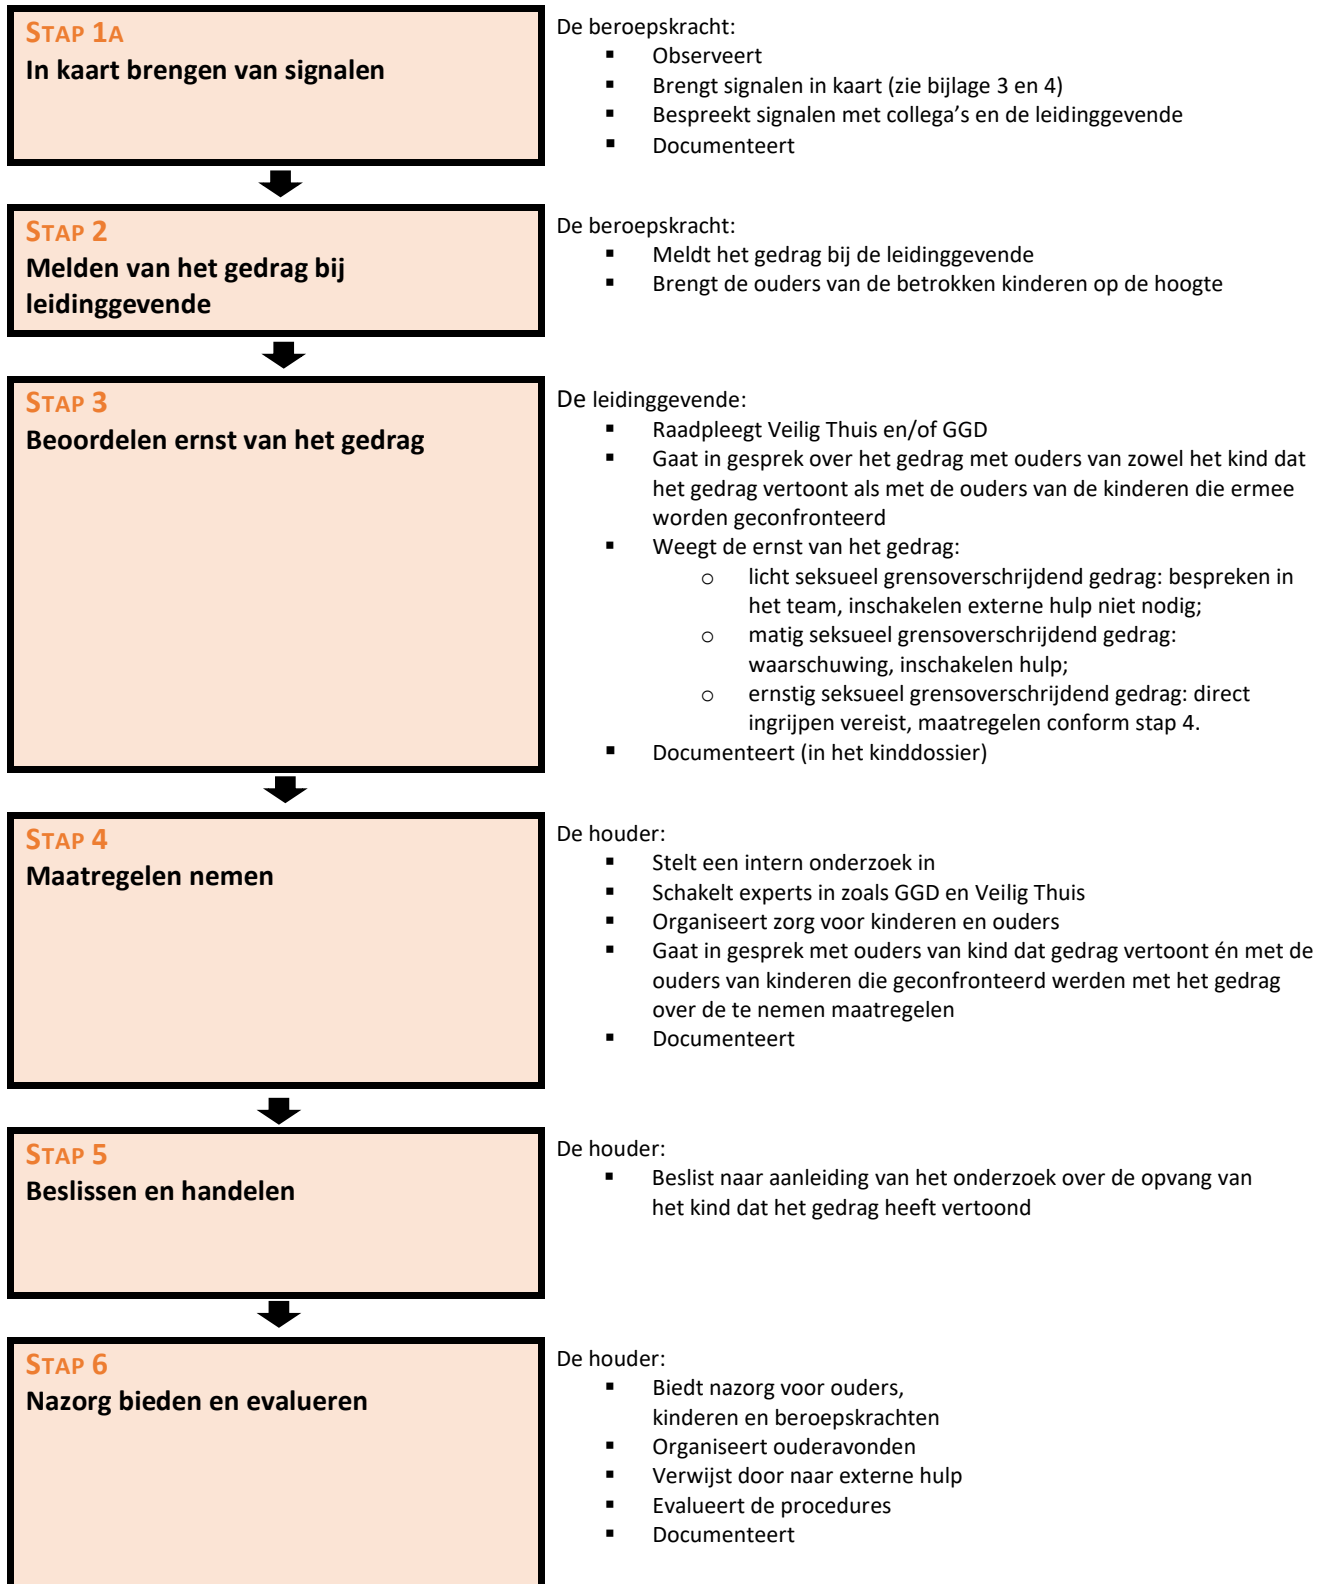 STAP 1A
In kaart brengen van signalen
De beroepskracht:
▪ Observeert
▪ Brengt signalen in kaart (zie bijlage 3 en 4)
▪ Bespreekt signalen met collega’s en de leidinggevende
▪ Documenteert
STAP 2
Melden van het gedrag bij
leidinggevende
De beroepskracht:
▪ Meldt het gedrag bij de leidinggevende
▪ Brengt de ouders van de betrokken kinderen op de hoogte
STAP 3
Beoordelen ernst van het gedrag
De leidinggevende:
▪ Raadpleegt Veilig Thuis en/of GGD
▪ Gaat in gesprek over het gedrag met ouders van zowel het kind dat
het gedrag vertoont als met de ouders van de kinderen die ermee
worden geconfronteerd
▪ Weegt de ernst van het gedrag:
o licht seksueel grensoverschrijdend gedrag: bespreken in
het team, inschakelen externe hulp niet nodig;
o matig seksueel grensoverschrijdend gedrag:
waarschuwing, inschakelen hulp;
o ernstig seksueel grensoverschrijdend gedrag: direct
ingrijpen vereist, maatregelen conform stap 4.
▪ Documenteert (in het kinddossier)
STAP 4
Maatregelen nemen
De houder:
▪ Stelt een intern onderzoek in
▪ Schakelt experts in zoals GGD en Veilig Thuis
▪ Organiseert zorg voor kinderen en ouders
▪ Gaat in gesprek met ouders van kind dat gedrag vertoont én met de
ouders van kinderen die geconfronteerd werden met het gedrag
over de te nemen maatregelen
▪ Documenteert
STAP 5
Beslissen en handelen
De houder:
▪ Beslist naar aanleiding van het onderzoek over de opvang van
het kind dat het gedrag heeft vertoond
STAP 6
Nazorg bieden en evalueren
De houder:
▪ Biedt nazorg voor ouders,
kinderen en beroepskrachten
▪ Organiseert ouderavonden
▪ Verwijst door naar externe hulp
▪ Evalueert de procedures
▪ Documenteert